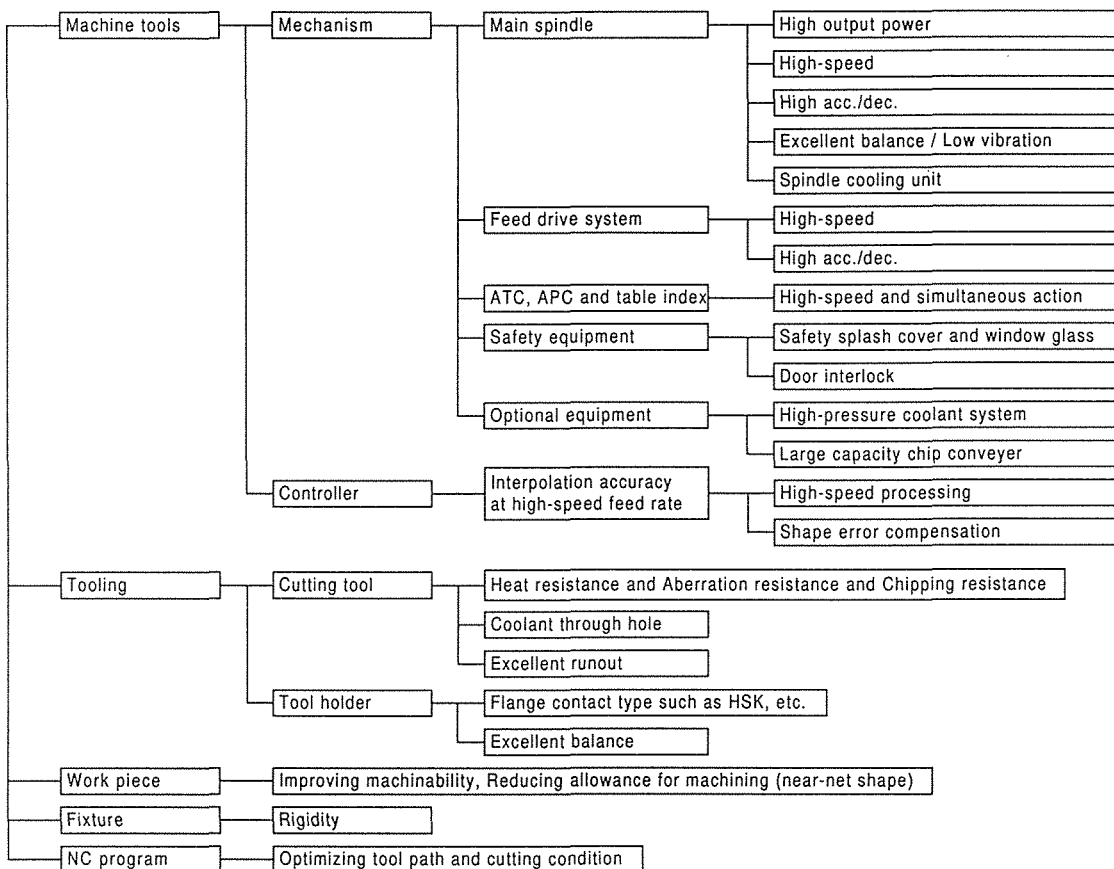 Machine tools
Mechanism
Main spindle
High output power
High-speed
High acc./dec.
Excellent balance / Low vibration
Spindle cooling unit
Feed drive system
High-speed
High acc./dec.
ATC, APC and table index
High-speed and simultaneous action
Safety equipment
Safety splash cover and window glass
Door interlock
Optional equipment
High-pressure coolant system
Large capacity chip conveyer
Controller
Interpolation accuracy
at high-speed feed rate
High-speed processing
Shape error compensation
Tooling
Cutting tool
Heat resistance and Aberration resistance and Chipping resistance
Coolant through hole
Excellent runout
Tool holder
Flange contact type such as HSK, etc.
Excellent balance
Work piece
Improving machinability, Reducing allowance for machining (near-net shape)
Fixture
Rigidity
NC program
Optimizing tool path and cutting condition